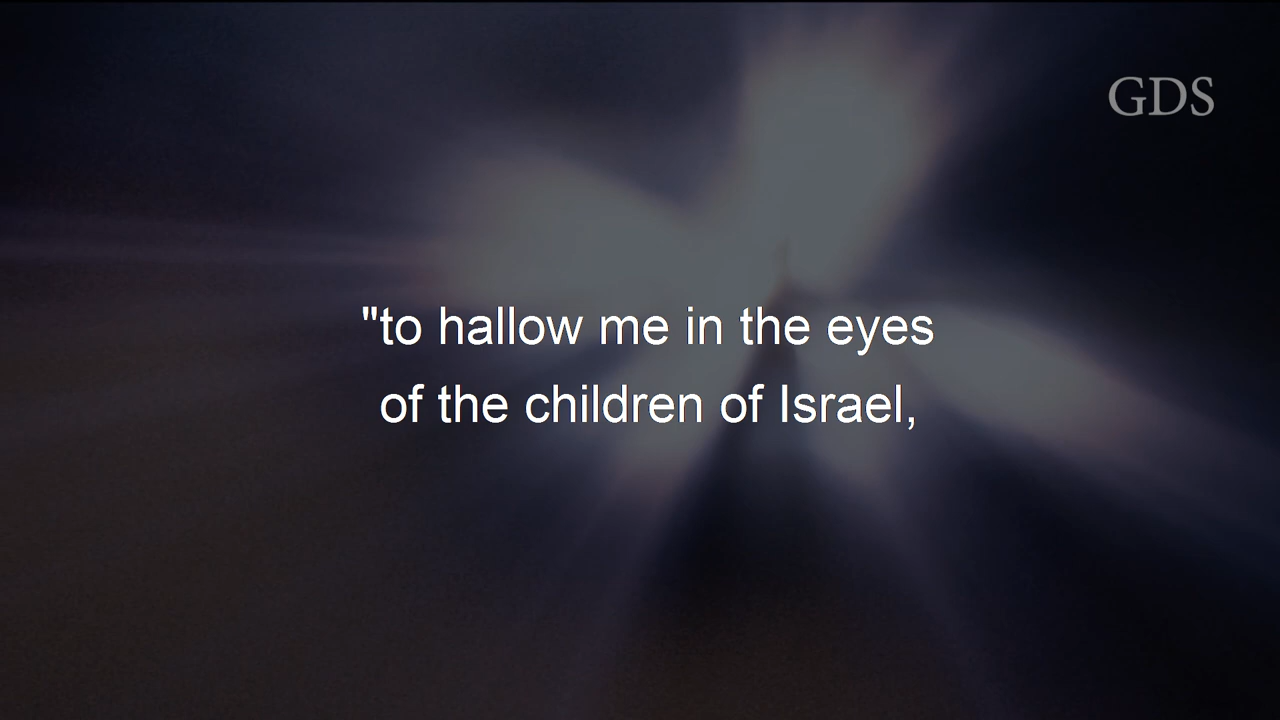 GDS
"to hallow me in the eyes
of the children of Israel,